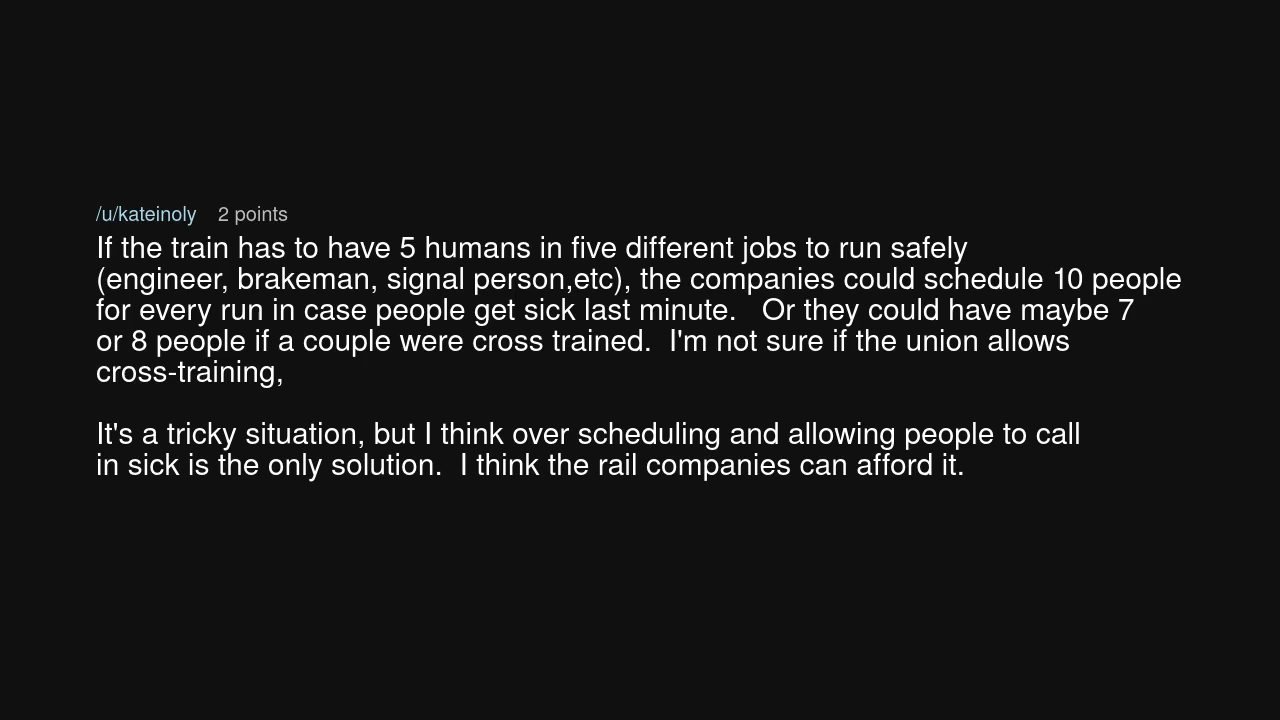 /u/kateinoly 2 points
If the train has to have 5 humans in five different jobs to run safely
(engineer, brakeman, signal person,etc), the companies could schedule 10 people
for every run in case people get sick last minute.   Or they could have maybe 7
or 8 people if a couple were cross trained.  I'm not sure if the union allows
cross-training,
It's a tricky situation, but I think over scheduling and allowing people to call
in sick is the only solution.  I think the rail companies can afford it.